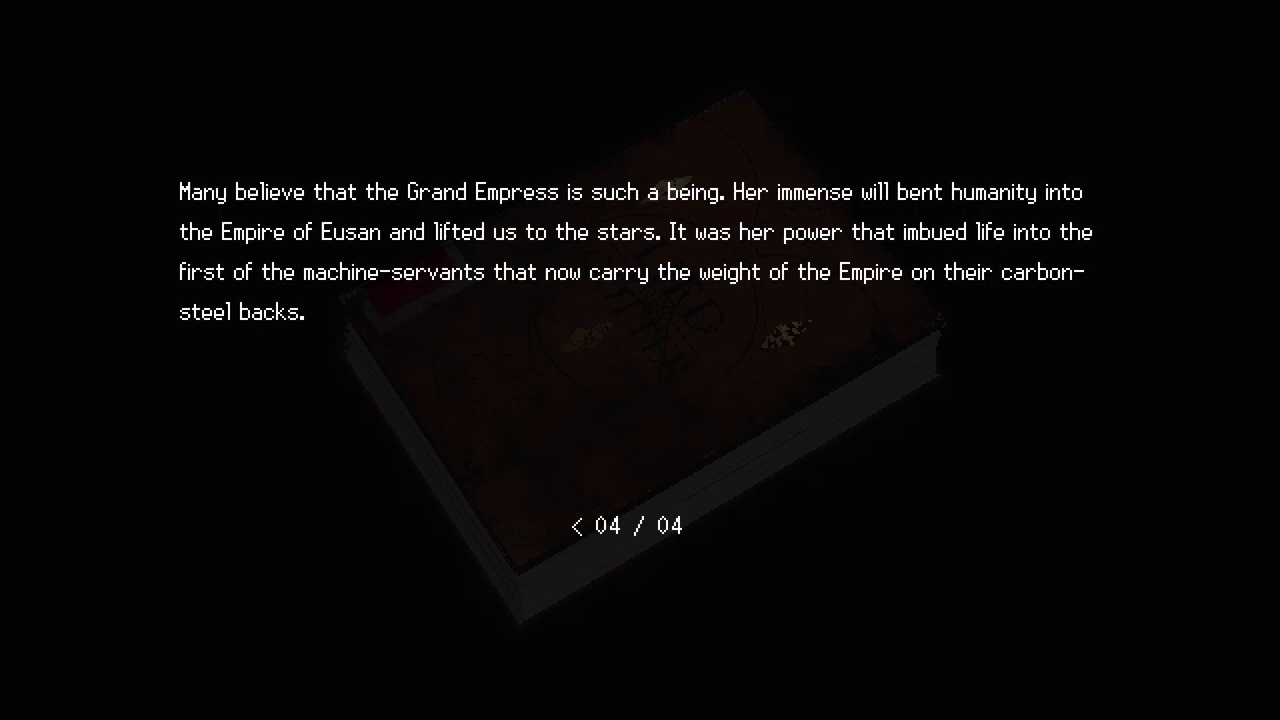 Many believe that the Grand Empress is such a being. Her immense will bent humanity into
the Empire of Eusan and lifted us to the stars. It was her power that imbued life into the
first of the machine-servants that now carry the weight of the Empire on their carbon-
steel backs.
< 04 / 04